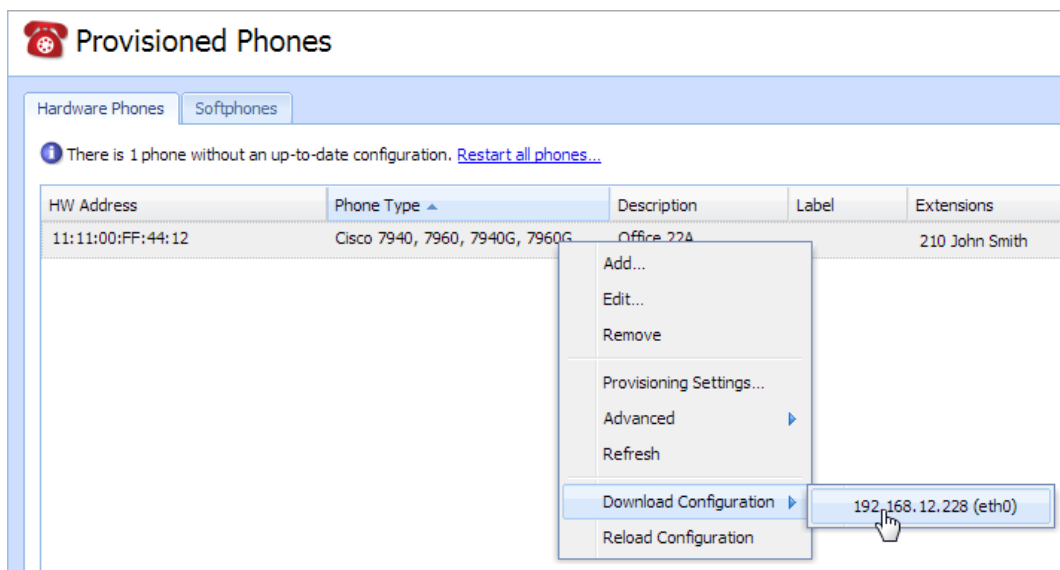 Provisioned Phones
Hardware Phones Softphones
There is 1 phone without an up-to-date configuration. Restart all phones...
HW Address Phone Type Description Label Extensions
11:11:00:FF:44:12 Cisco 7940, 7960, 7940G, 7960G Office 22A 210 John Smith
Add...
Edit...
Remove
Provisioning Settings...
Advanced
Refresh
Download Configuration 192.168.12.228 (eth0)
Reload Configuration